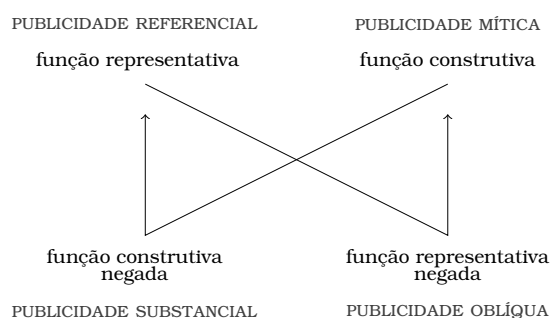 PUBLICIDADE REFERENCIAL PUBLICIDADE MÍTICA
função representativa função construtiva
função construtiva função representativa
negada negada
PUBLICIDADE SUBSTANCIAL PUBLICIDADE OBLÍQUA